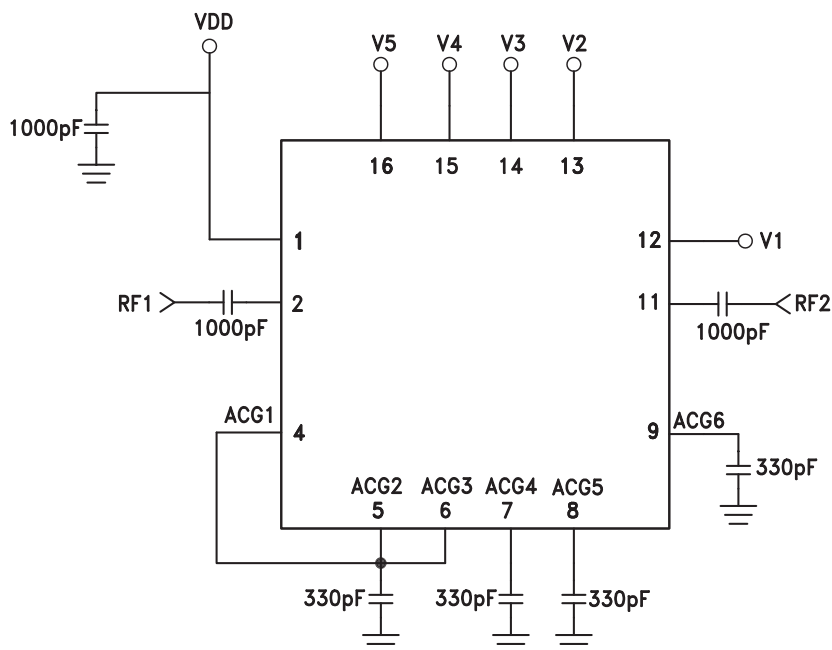 VDD
V5 V4 V3 V2
1000pF
16 15 14 13
1 12 V1
RF1 2 11 RF2
1000pF 1000pF
ACG1 ACG6
4 9
330pF
ACG2 ACG3 ACG4 ACG5
5 6 7 8
330pF 330pF 330pF